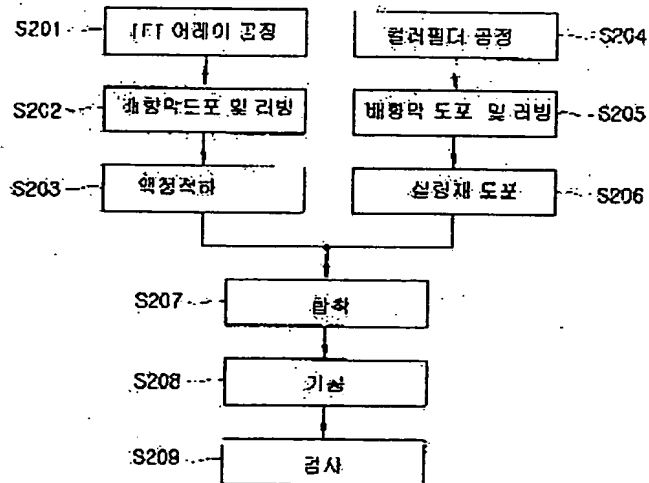 S201
TFT 어레이 공정
S202
배향막도포 및 러빙
S203
액정적하
S204
컬러필터 공정
S205
배향막 도포 및 러빙
S206
실링재 도포
S207
합착
S208
가공
S209
검사